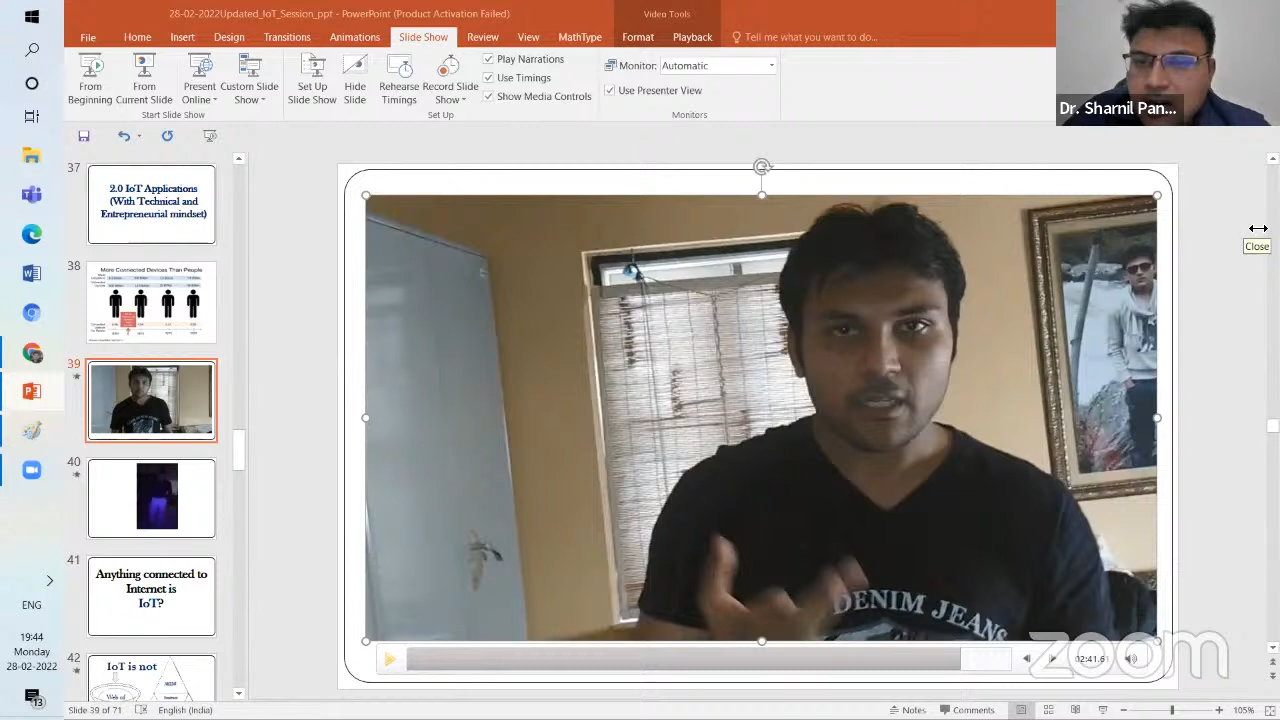 28-02-2022Updated_IoT_Session_ppt - PowerPoint (Product Activation Failed)
Video Tools
File
Home
Insert
Design
Transitions
Animations
Slide Show
Review
View
MathType
Format
Playback
Tell me what you want to do...
From Beginning
From Current Slide
Present Online
Custom Slide Show
Start Slide Show
Set Up Slide Show
Hide Slide
Rehearse Timings
Record Slide Show
Play Narrations
Use Timings
Show Media Controls
Set Up
Monitor: Automatic
Use Presenter View
Monitors
Dr. Sharnil Pan...
37
2.0 IoT Applications
(With Technical and
Entrepreneurial mindset)
38
More Connected Devices Than People
39
40
41
Anything connected to
Internet is
IoT?
42
IoT is not
Close
DENIM JEANS
02:41.61
zoom
ENG
19:44
Monday
28-02-2022
13
Slide 39 of 71
English (India)
Notes
Comments
105%